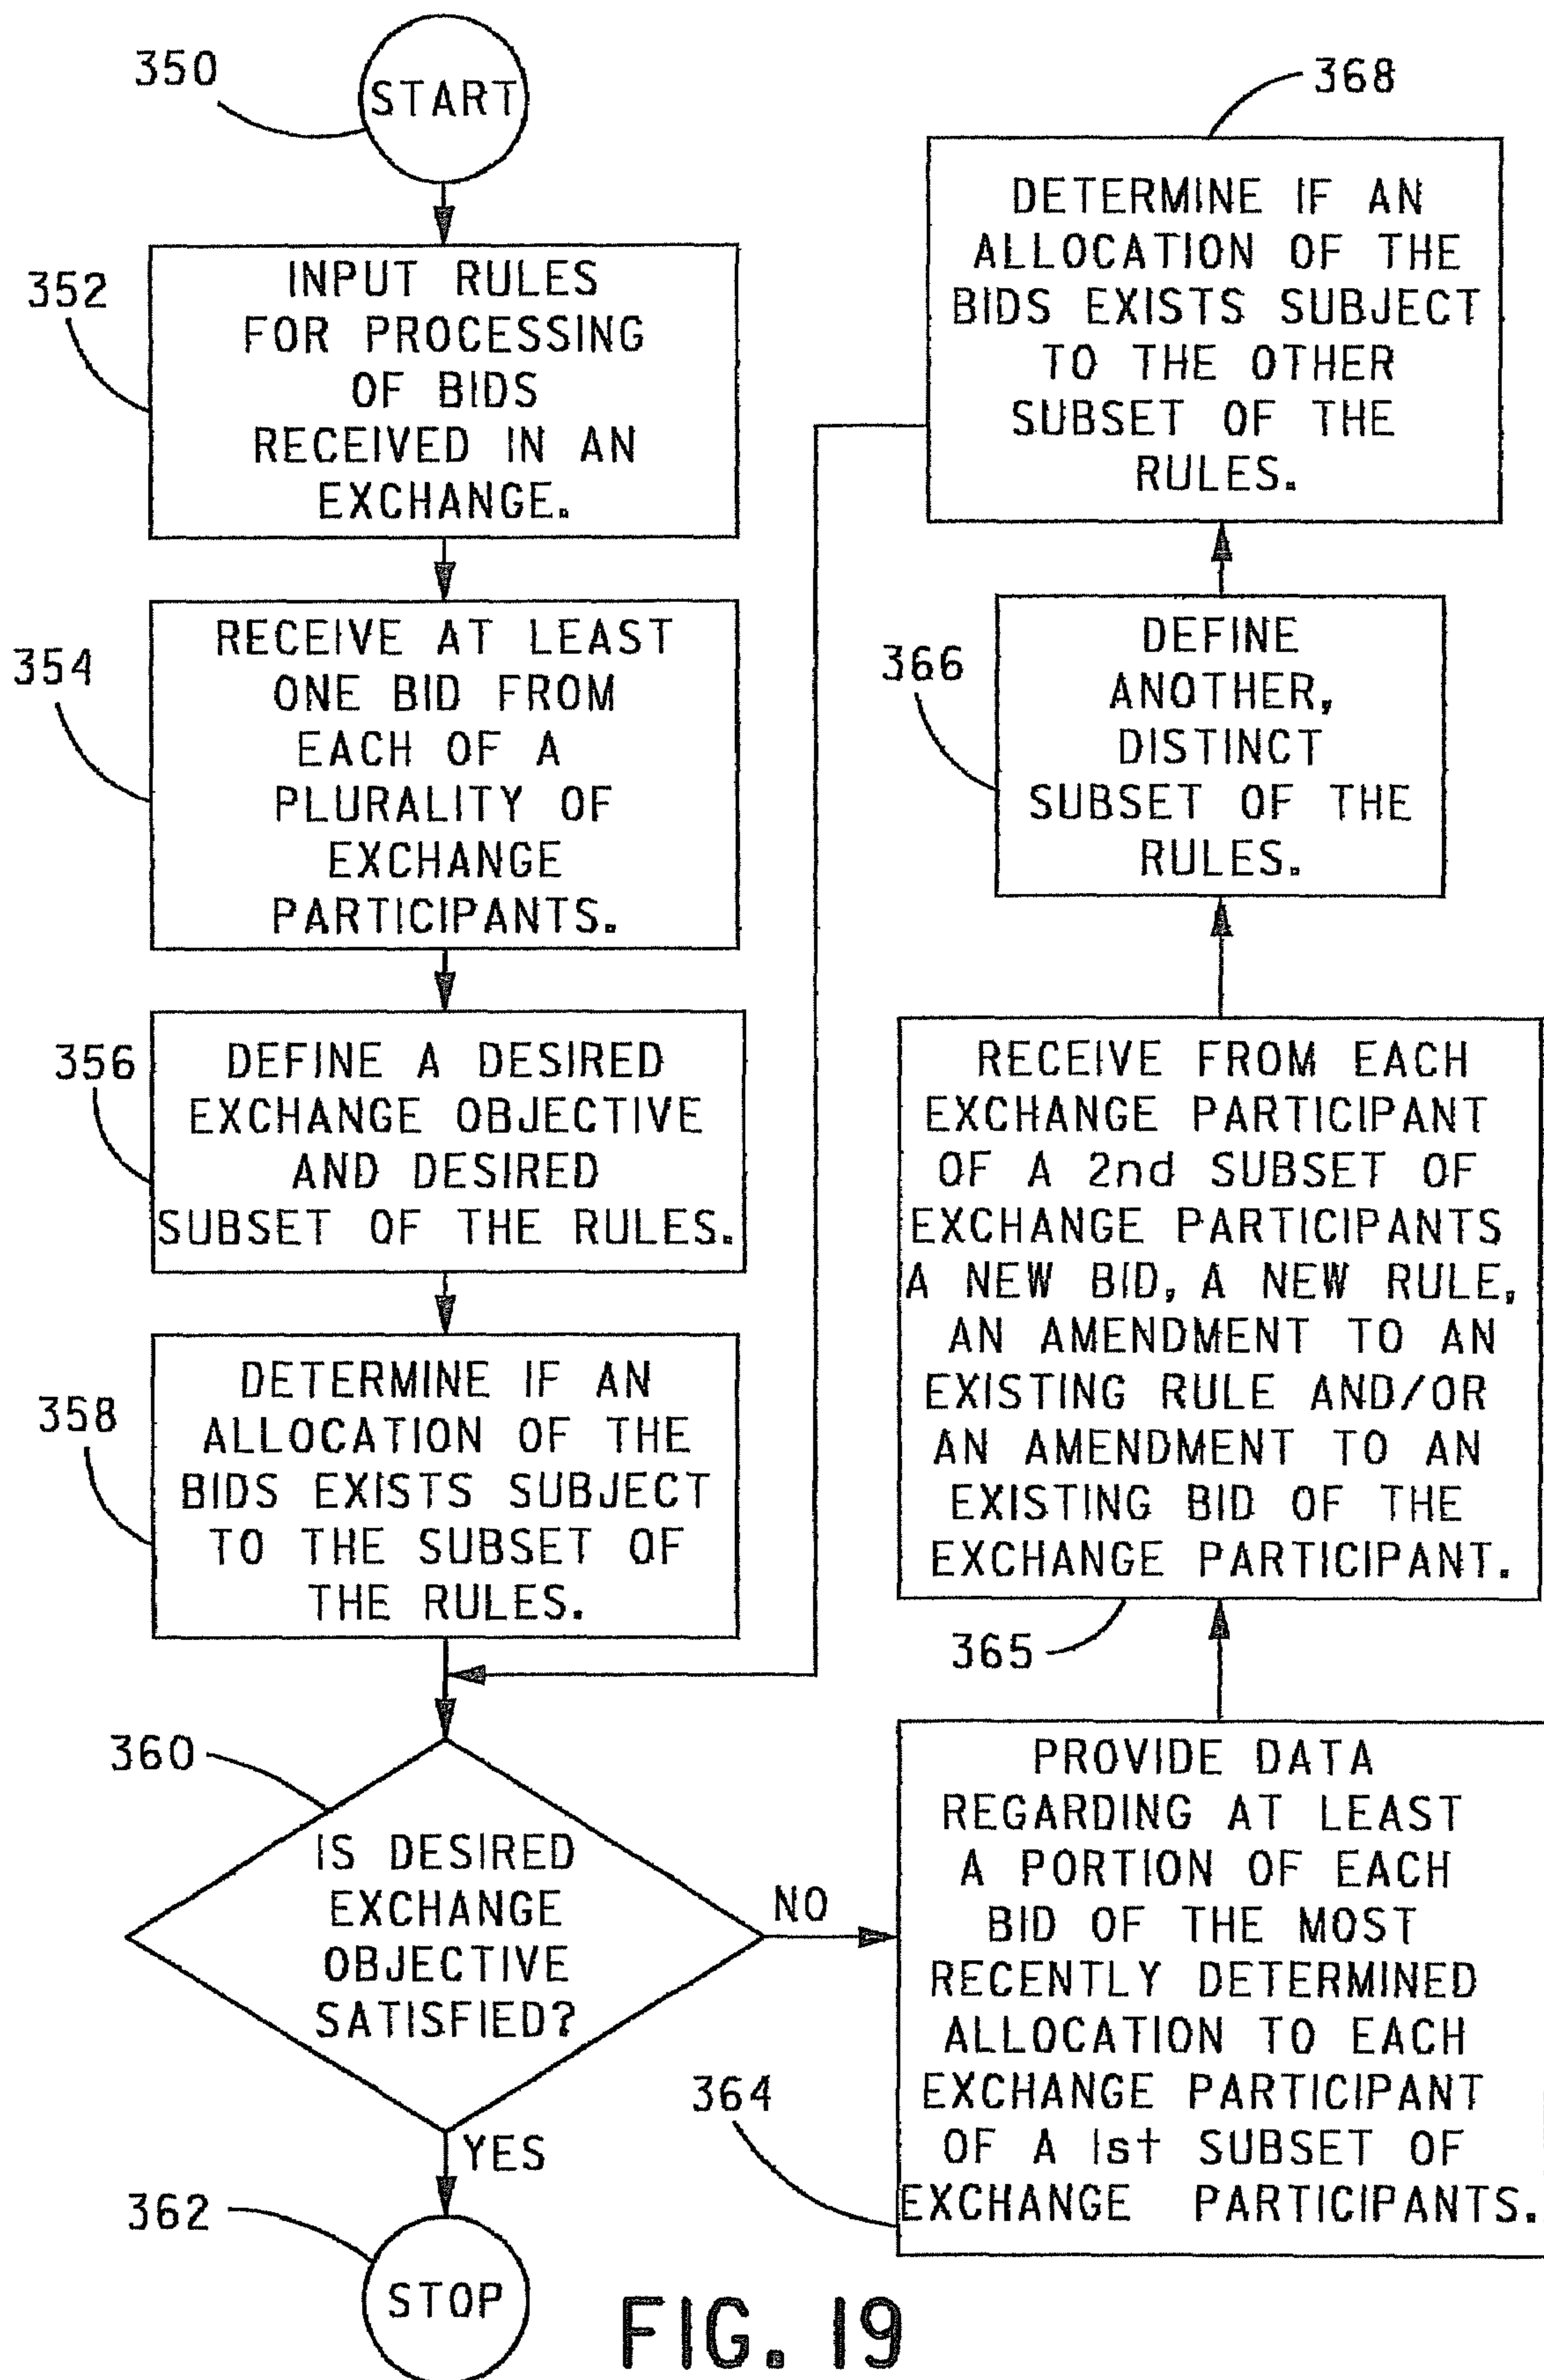 350
START
352
INPUT RULES
FOR PROCESSING
OF BIDS
RECEIVED IN AN
EXCHANGE.
354
RECEIVE AT LEAST
ONE BID FROM
EACH OF A
PLURALITY OF
EXCHANGE
PARTICIPANTS.
356
DEFINE A DESIRED
EXCHANGE OBJECTIVE
AND DESIRED
SUBSET OF THE RULES.
358
DETERMINE IF AN
ALLOCATION OF THE
BIDS EXISTS SUBJECT
TO THE SUBSET OF
THE RULES.
360
IS DESIRED
EXCHANGE
OBJECTIVE
SATISFIED?
NO
YES
362
STOP
364
PROVIDE DATA
REGARDING AT LEAST
A PORTION OF EACH
BID OF THE MOST
RECENTLY DETERMINED
ALLOCATION TO EACH
EXCHANGE PARTICIPANT
OF A 1st SUBSET OF
EXCHANGE PARTICIPANTS.
365
RECEIVE FROM EACH
EXCHANGE PARTICIPANT
OF A 2nd SUBSET OF
EXCHANGE PARTICIPANTS
A NEW BID, A NEW RULE,
AN AMENDMENT TO AN
EXISTING RULE AND/OR
AN AMENDMENT TO AN
EXISTING BID OF THE
EXCHANGE PARTICIPANT.
366
DEFINE
ANOTHER,
DISTINCT
SUBSET OF THE
RULES.
368
DETERMINE IF AN
ALLOCATION OF THE
BIDS EXISTS SUBJECT
TO THE OTHER
SUBSET OF THE
RULES.
FIG. 19